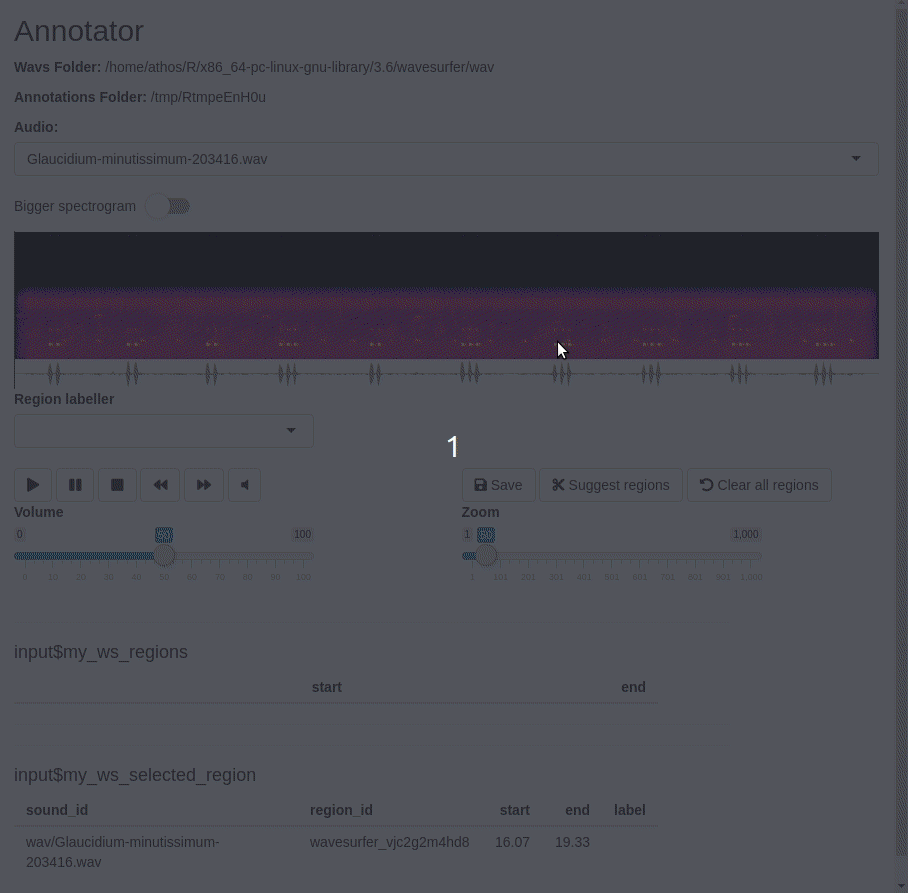 Annotator
Wavs Folder: /home/athos/R/x86_64-pc-linux-gnu-library/3.6/wavesurfer/wav
Annotations Folder: /tmp/RtmpeEnH0u
Audio:
Glaucidium-minutissimum-203416.wav
Bigger spectrogram
Region labeller
1
Save Suggest regions Clear all regions
Volume Zoom
0 50 100 1 50 1,000
0 10 20 30 40 50 60 70 80 90 100 1 101 201 301 401 501 601 701 801 901 1,000
input$my_ws_regions
start end
input$my_ws_selected_region
sound_id region_id start end label
wav/Glaucidium-minutissimum- wavesurfer_vjc2g2m4hd8 16.07 19.33
203416.wav